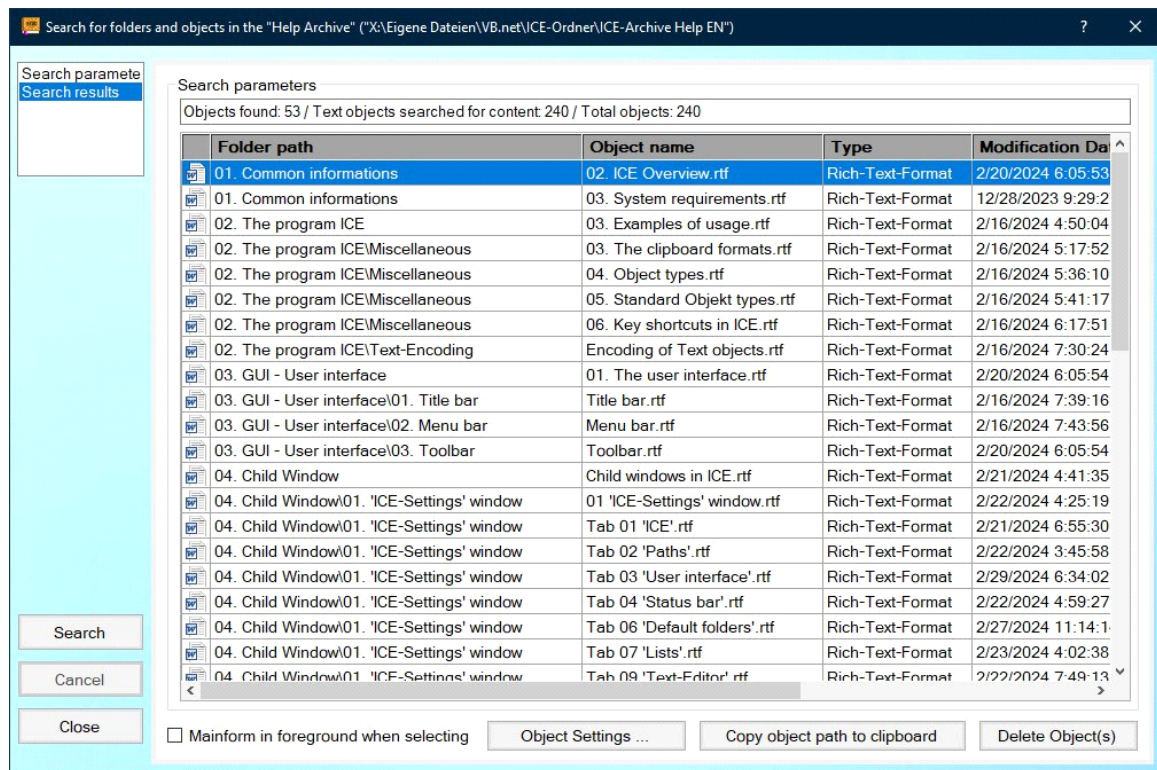 Search for folders and objects in the "Help Archive" ("X:\Eigene Dateien\VB.net\ICE-Ordner\ICE-Archive Help EN")
Search paramete
Search results
Search parameters
Objects found: 53 / Text objects searched for content: 240 / Total objects: 240
Folder path Object name Type Modification Da
01. Common informations 02. ICE Overview.rtf Rich-Text-Format 2/20/2024 6:05:53
01. Common informations 03. System requirements.rtf Rich-Text-Format 12/28/2023 9:29:2
02. The program ICE 03. Examples of usage.rtf Rich-Text-Format 2/16/2024 4:50:04
02. The program ICE\Miscellaneous 03. The clipboard formats.rtf Rich-Text-Format 2/16/2024 5:17:52
02. The program ICE\Miscellaneous 04. Object types.rtf Rich-Text-Format 2/16/2024 5:36:10
02. The program ICE\Miscellaneous 05. Standard Objekt types.rtf Rich-Text-Format 2/16/2024 5:41:17
02. The program ICE\Miscellaneous 06. Key shortcuts in ICE.rtf Rich-Text-Format 2/16/2024 6:17:51
02. The program ICE\Text-Encoding Encoding of Text objects.rtf Rich-Text-Format 2/16/2024 7:30:24
03. GUI - User interface 01. The user interface.rtf Rich-Text-Format 2/20/2024 6:05:54
03. GUI - User interface\01. Title bar Title bar.rtf Rich-Text-Format 2/16/2024 7:39:16
03. GUI - User interface\02. Menu bar Menu bar.rtf Rich-Text-Format 2/16/2024 7:43:56
03. GUI - User interface\03. Toolbar Toolbar.rtf Rich-Text-Format 2/20/2024 6:05:54
04. Child Window Child windows in ICE.rtf Rich-Text-Format 2/21/2024 4:41:35
04. Child Window\01. 'ICE-Settings' window 01 'ICE-Settings' window.rtf Rich-Text-Format 2/22/2024 4:25:19
04. Child Window\01. 'ICE-Settings' window Tab 01 'ICE'.rtf Rich-Text-Format 2/21/2024 6:55:30
04. Child Window\01. 'ICE-Settings' window Tab 02 'Paths'.rtf Rich-Text-Format 2/22/2024 3:45:58
04. Child Window\01. 'ICE-Settings' window Tab 03 'User interface'.rtf Rich-Text-Format 2/29/2024 6:34:02
04. Child Window\01. 'ICE-Settings' window Tab 04 'Status bar'.rtf Rich-Text-Format 2/22/2024 4:59:27
04. Child Window\01. 'ICE-Settings' window Tab 06 'Default folders'.rtf Rich-Text-Format 2/27/2024 11:14:1
04. Child Window\01. 'ICE-Settings' window Tab 07 'Lists'.rtf Rich-Text-Format 2/23/2024 4:02:38
04. Child Window\01. 'ICE-Settings' window Tab 09 'Text-Editor'.rtf Rich-Text-Format 2/22/2024 7:49:13
Search
Cancel
Close
Mainform in foreground when selecting Object Settings ... Copy object path to clipboard Delete Object(s)